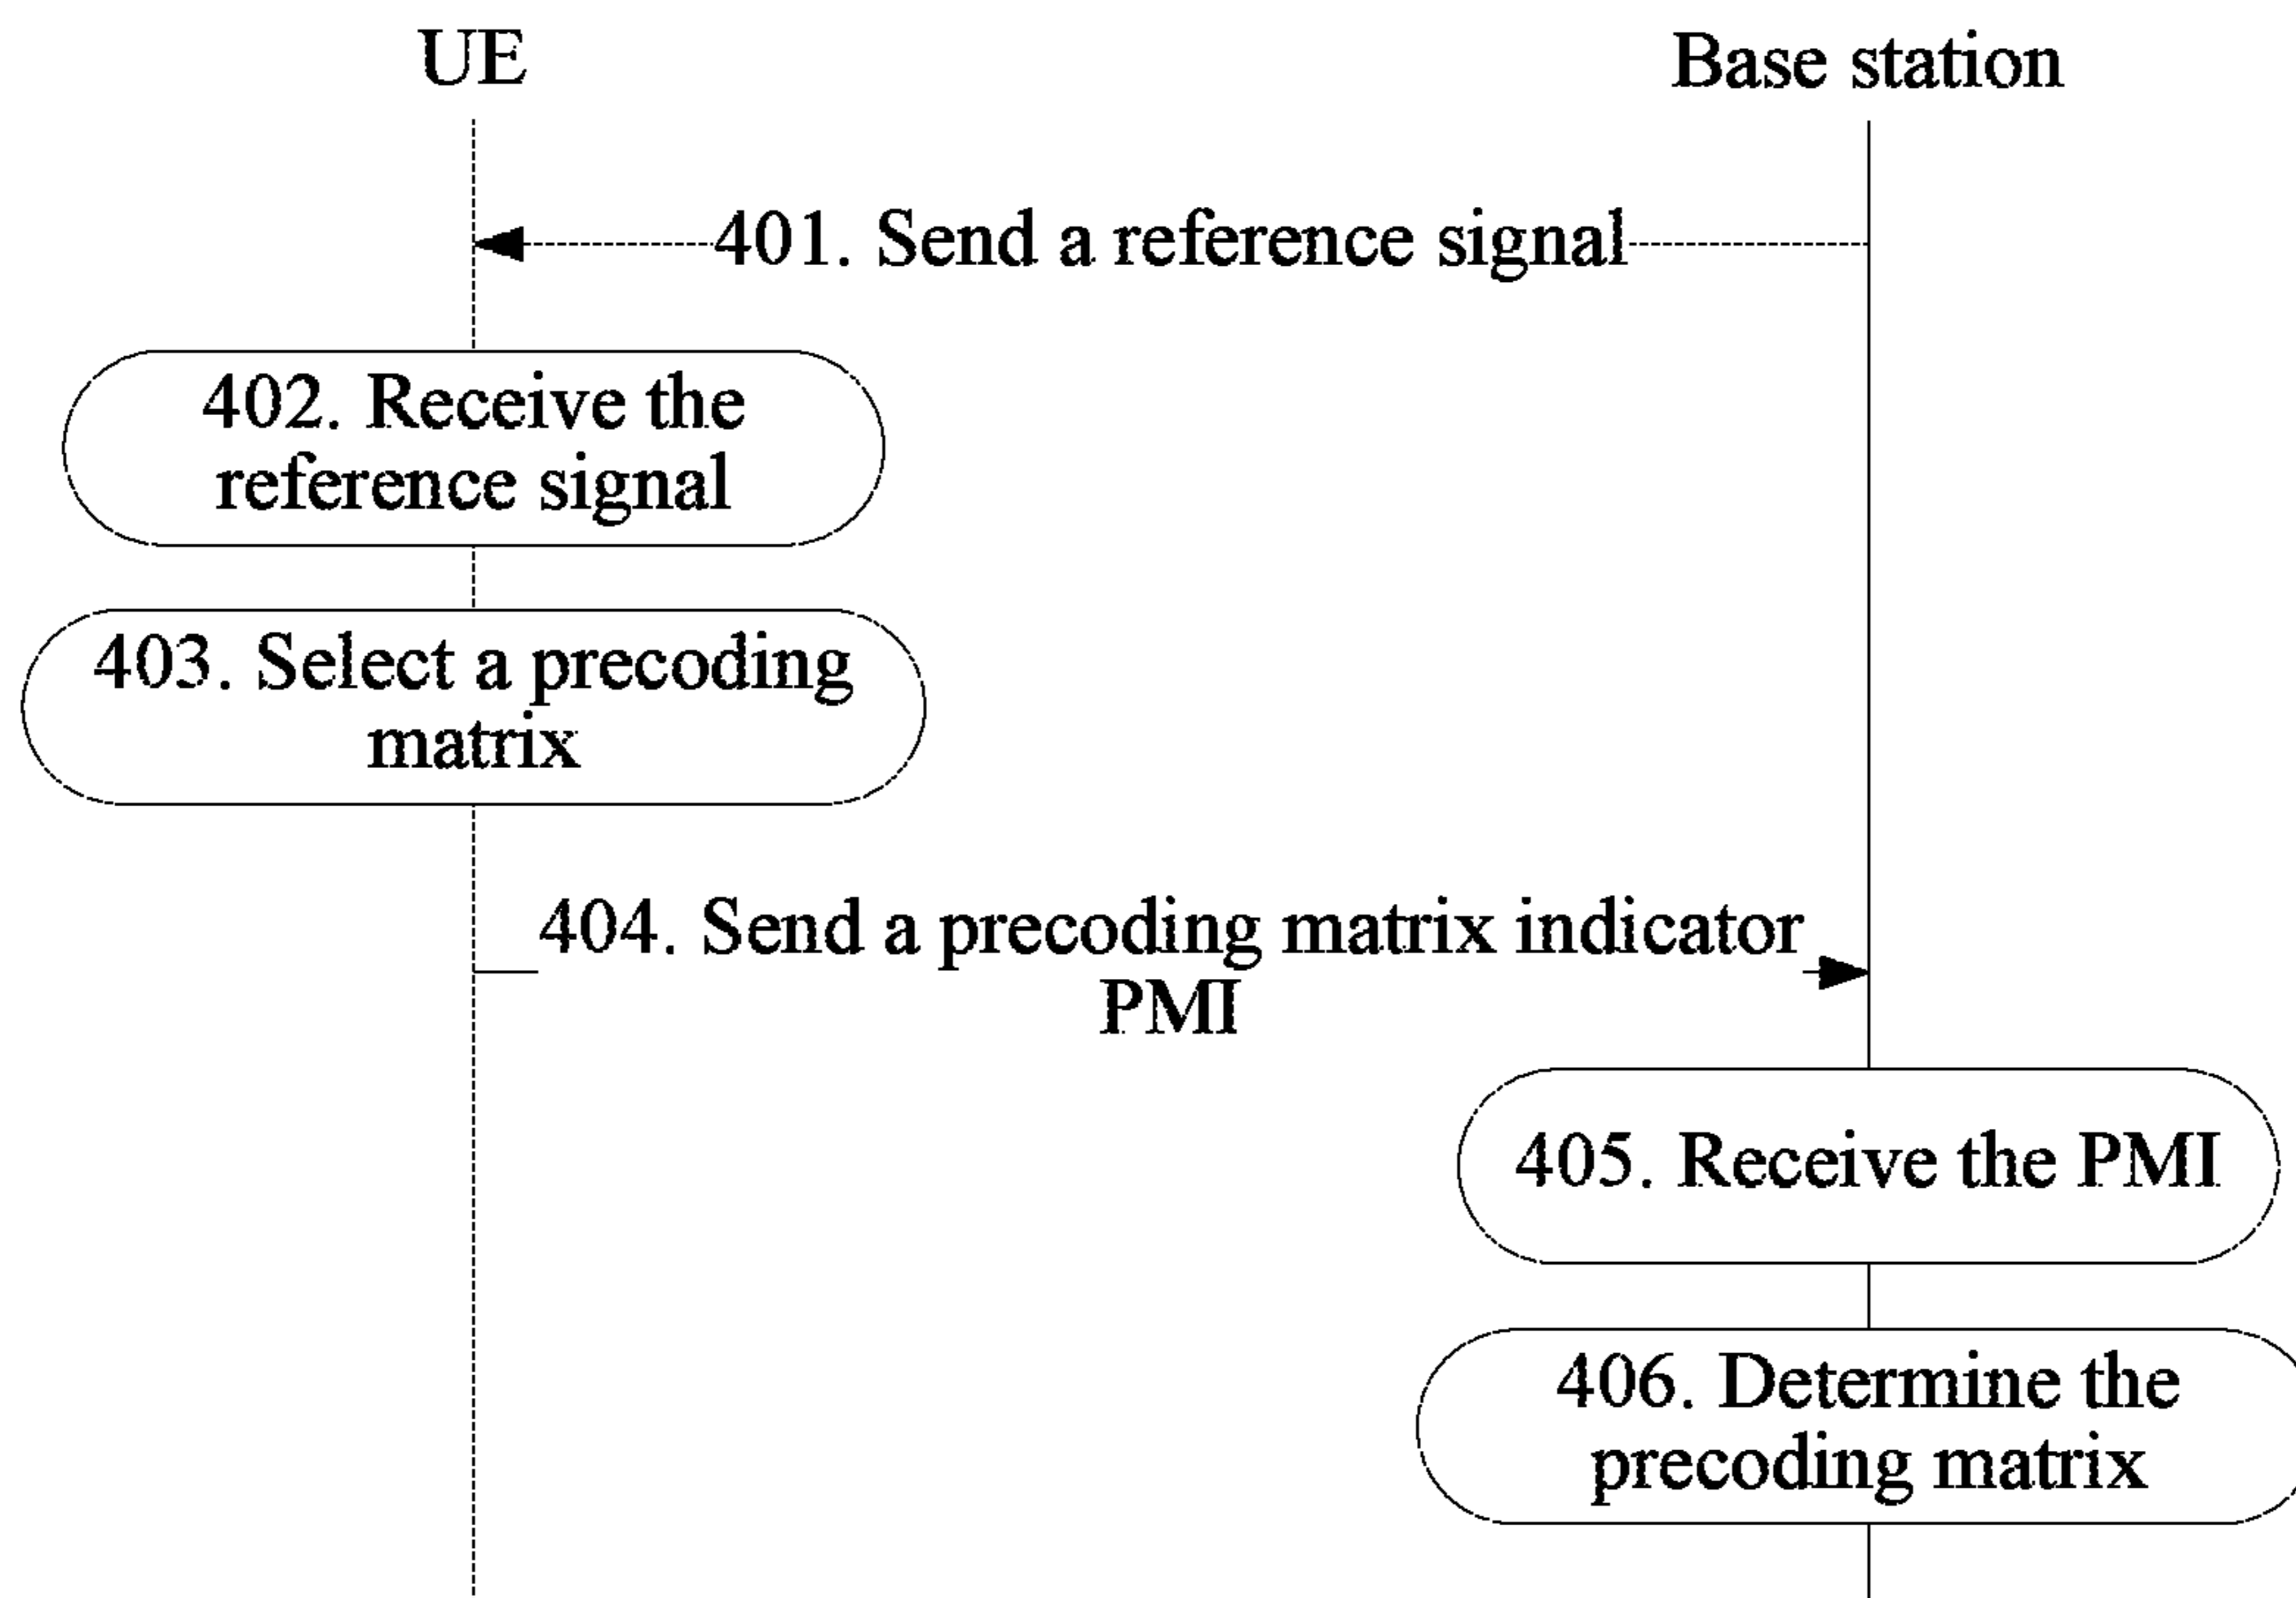 UE
Base station
401. Send a reference signal
402. Receive the
reference signal
403. Select a precoding
matrix
404. Send a precoding matrix indicator
PMI
405. Receive the PMI
406. Determine the
precoding matrix